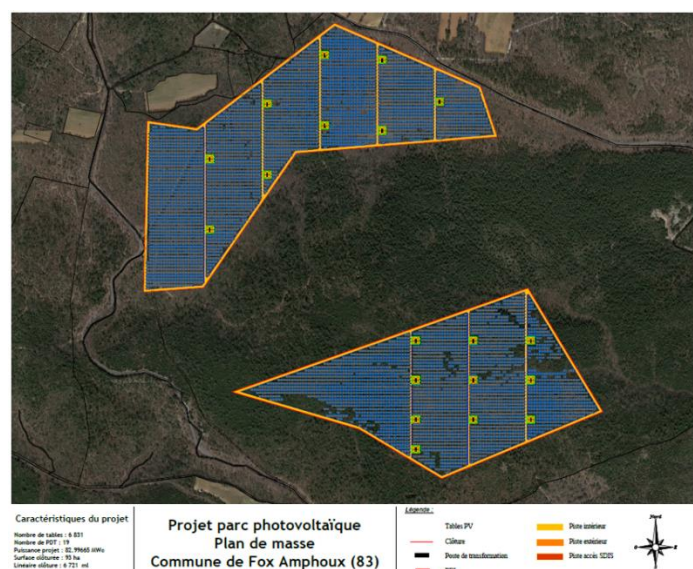 Caractéristiques du projet
Nombre de tables : 6 831
Nombre de PDT : 19
Puissance projet : 82,99665 MWc
Surface clôturée : 93 ha
Linéaire clôture : 6 721 ml
Projet parc photovoltaïque
Plan de masse
Commune de Fox Amphoux (83)
Légende :
Tables PV
Clôture
Poste de transformation
Piste intérieur
Piste extérieur
Piste accès SDIS